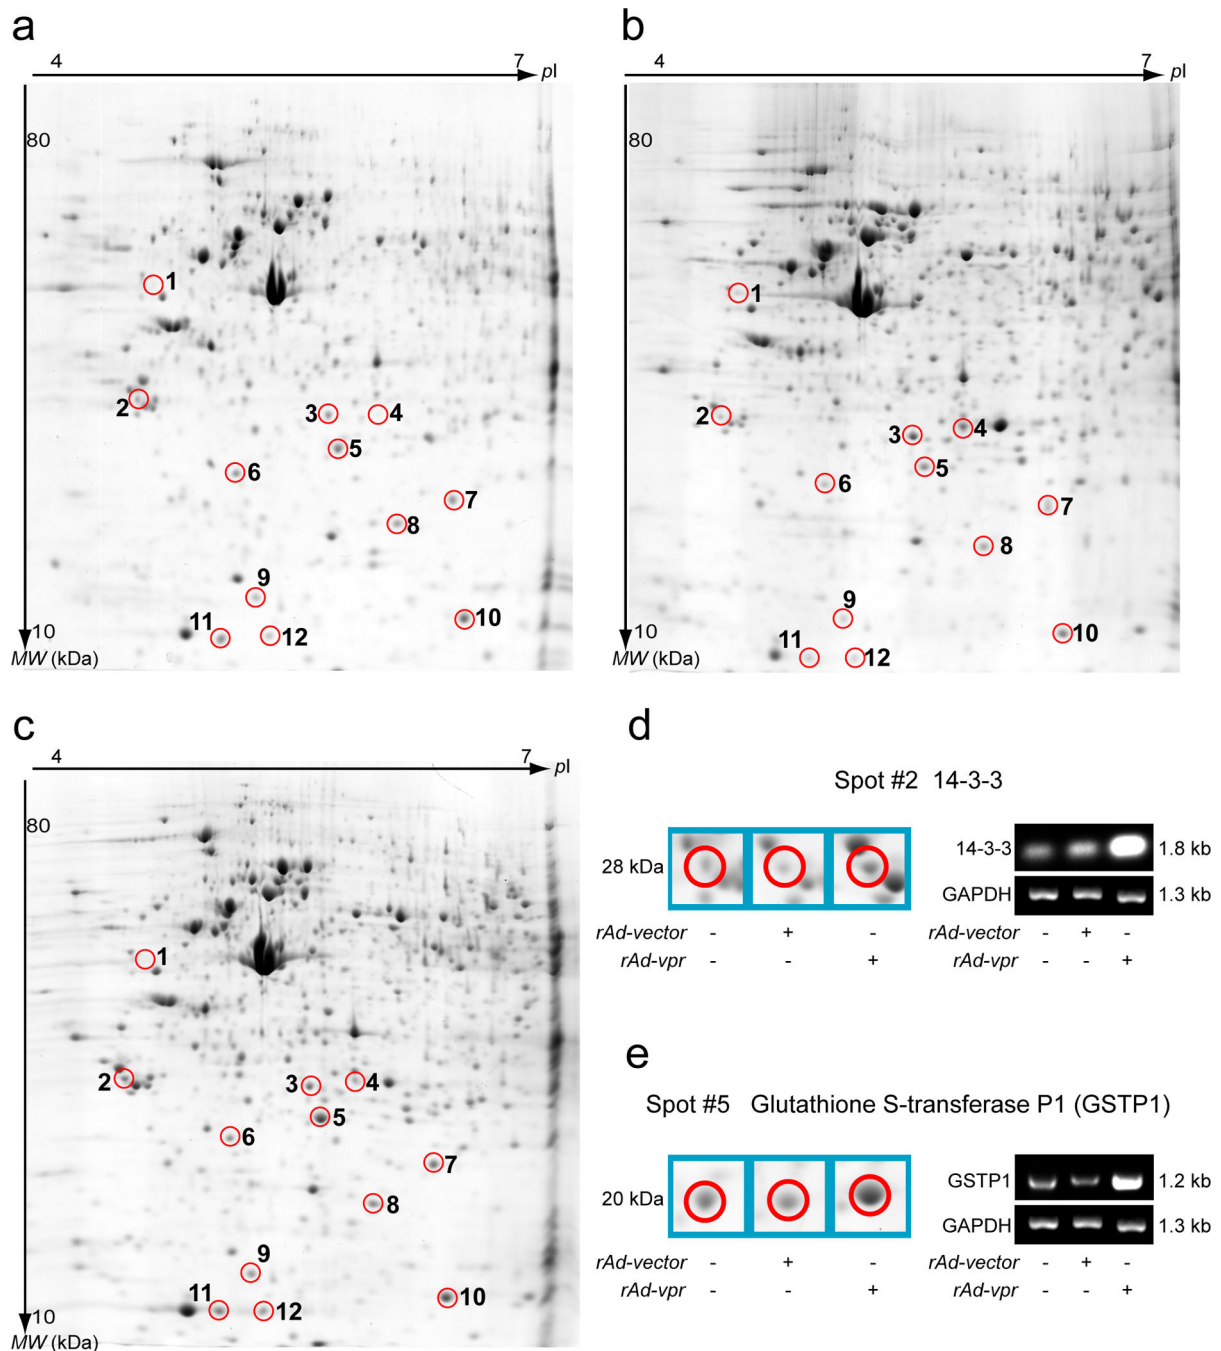 a
4 7 pI
80
1
2
3 4
5
6
7
8
9
10
11 12
10
MW (kDa)
b
4 7 pI
80
1
2
3 4
5
6
7
8
9
10
11 12
10
MW (kDa)
c
4 7 pI
80
1
2
3 4
5
6
7
8
9
10
11 12
10
MW (kDa)
d
Spot #2 14-3-3
28 kDa
rAd-vector - + -
rAd-vpr - - +
14-3-3 1.8 kb
GAPDH 1.3 kb
rAd-vector - + -
rAd-vpr - - +
e
Spot #5 Glutathione S-transferase P1 (GSTP1)
20 kDa
rAd-vector - + -
rAd-vpr - - +
GSTP1 1.2 kb
GAPDH 1.3 kb
rAd-vector - + -
rAd-vpr - - +